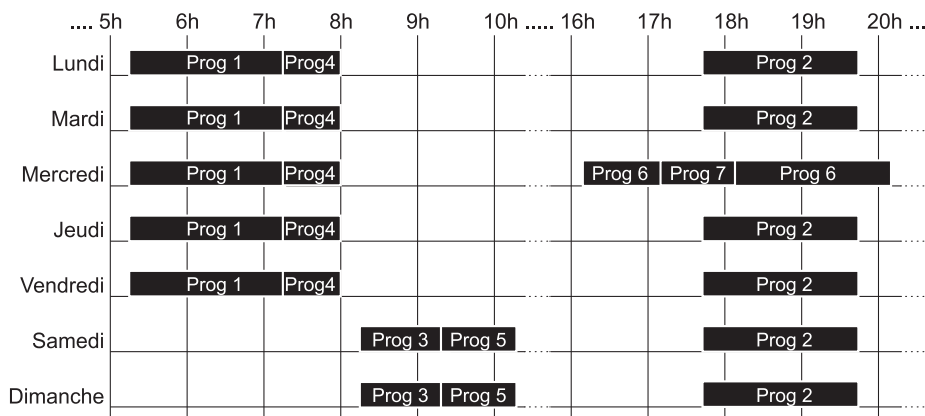 .... 5h 6h 7h 8h 9h 10h ..... 16h 17h 18h 19h 20h ...
Lundi Prog 1 Prog4 Prog 2
Mardi Prog 1 Prog4 Prog 2
Mercredi Prog 1 Prog4 Prog 6 Prog 7 Prog 6
Jeudi Prog 1 Prog4 Prog 2
Vendredi Prog 1 Prog4 Prog 2
Samedi Prog 3 Prog 5 Prog 2
Dimanche Prog 3 Prog 5 Prog 2